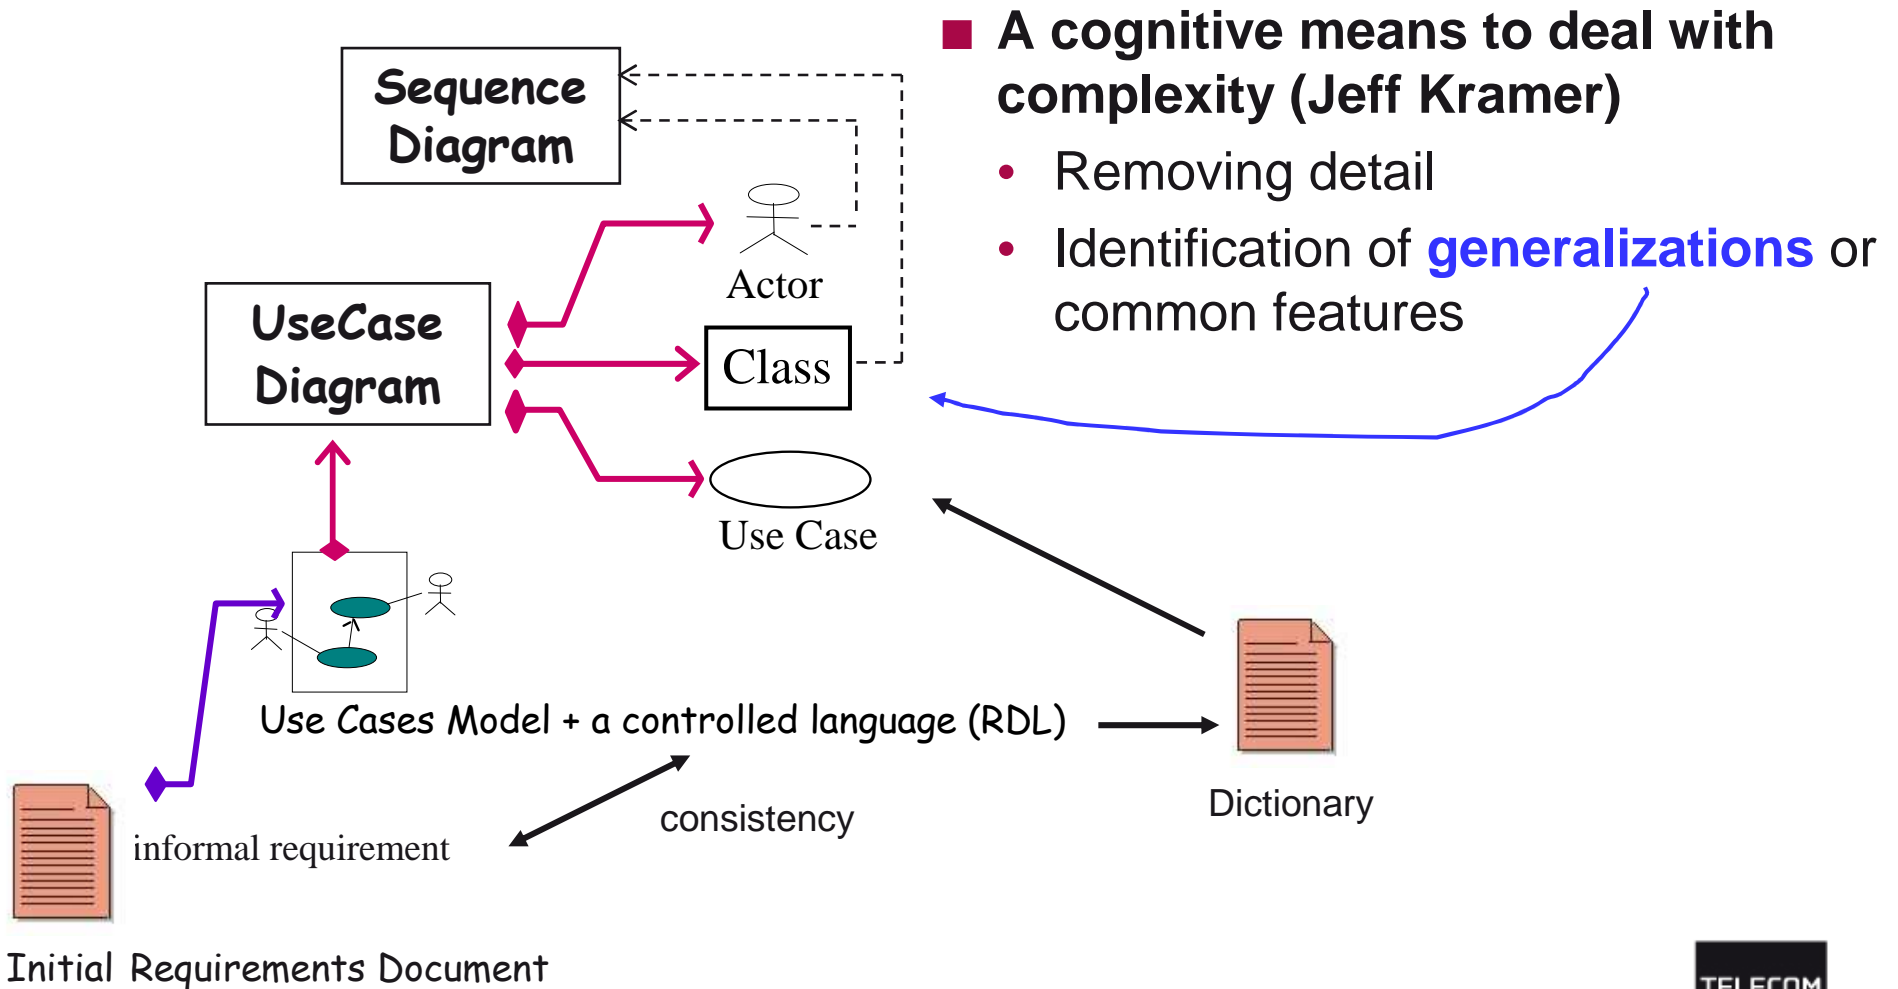 ■ A cognitive means to deal with
complexity (Jeff Kramer)
• Removing detail
• Identification of generalizations or
common features
Sequence
Diagram
Actor
UseCase
Diagram
Class
Use Case
Use Cases Model + a controlled language (RDL)
Dictionary
consistency
informal requirement
Initial Requirements Document
TELECOM